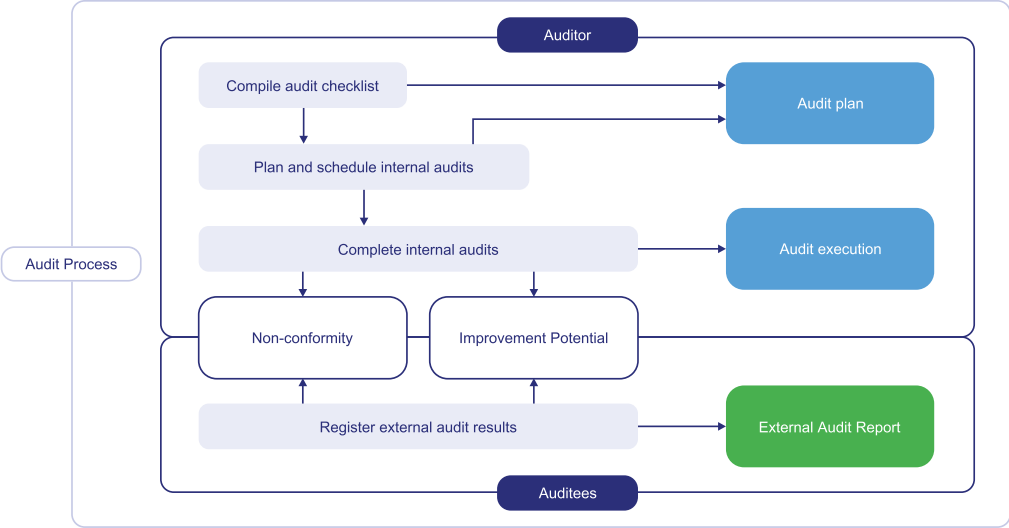 Auditor
Compile audit checklist
Audit plan
Plan and schedule internal audits
Complete internal audits
Audit execution
Audit Process
Non-conformity
Improvement Potential
Register external audit results
External Audit Report
Auditees